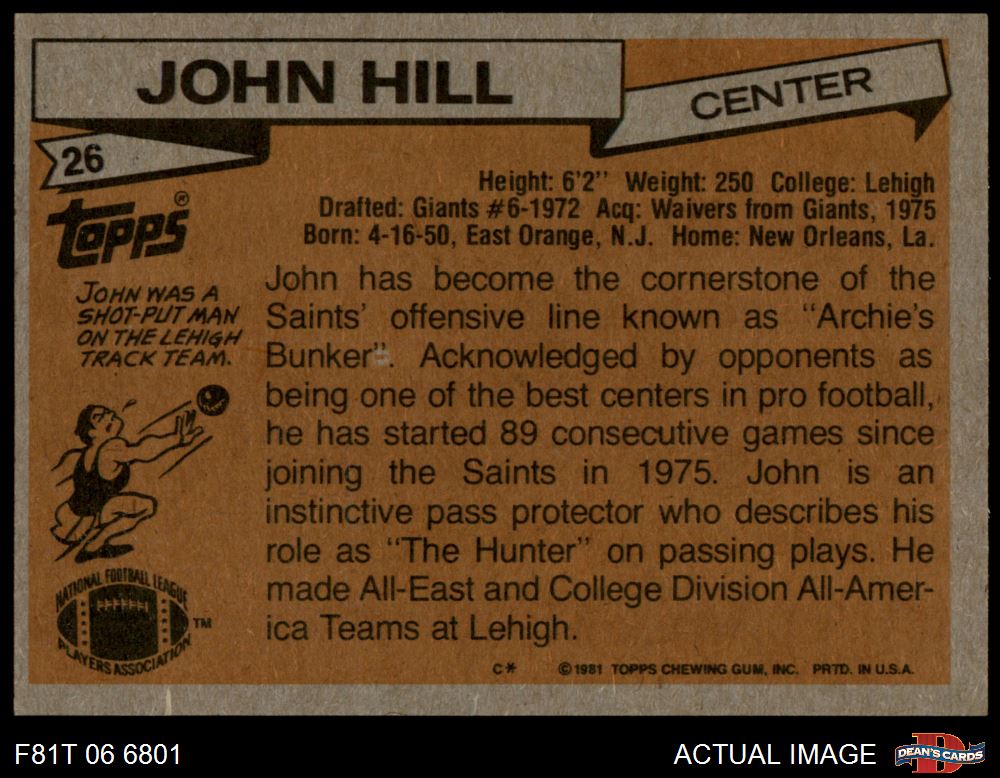 JOHN HILL
CENTER
26
Topps®
Height: 6'2" Weight: 250 College: Lehigh
Drafted: Giants #6-1972 Acq: Waivers from Giants, 1975
Born: 4-16-50, East Orange, N.J. Home: New Orleans, La.
JOHN WAS A
SHOT-PUT MAN
ON THE LEHIGH
TRACK TEAM.
John has become the cornerstone of the
Saints' offensive line known as "Archie's
Bunker". Acknowledged by opponents as
being one of the best centers in pro football,
he has started 89 consecutive games since
joining the Saints in 1975. John is an
instinctive pass protector who describes his
role as "The Hunter" on passing plays. He
made All-East and College Division All-Amer-
ica Teams at Lehigh.
NATIONAL FOOTBALL LEAGUE
PLAYERS ASSOCIATION
TM
C* ©1981 TOPPS CHEWING GUM, INC. PRTD. IN U.S.A.
F81T 06 6801
ACTUAL IMAGE
D
DEAN'S CARDS